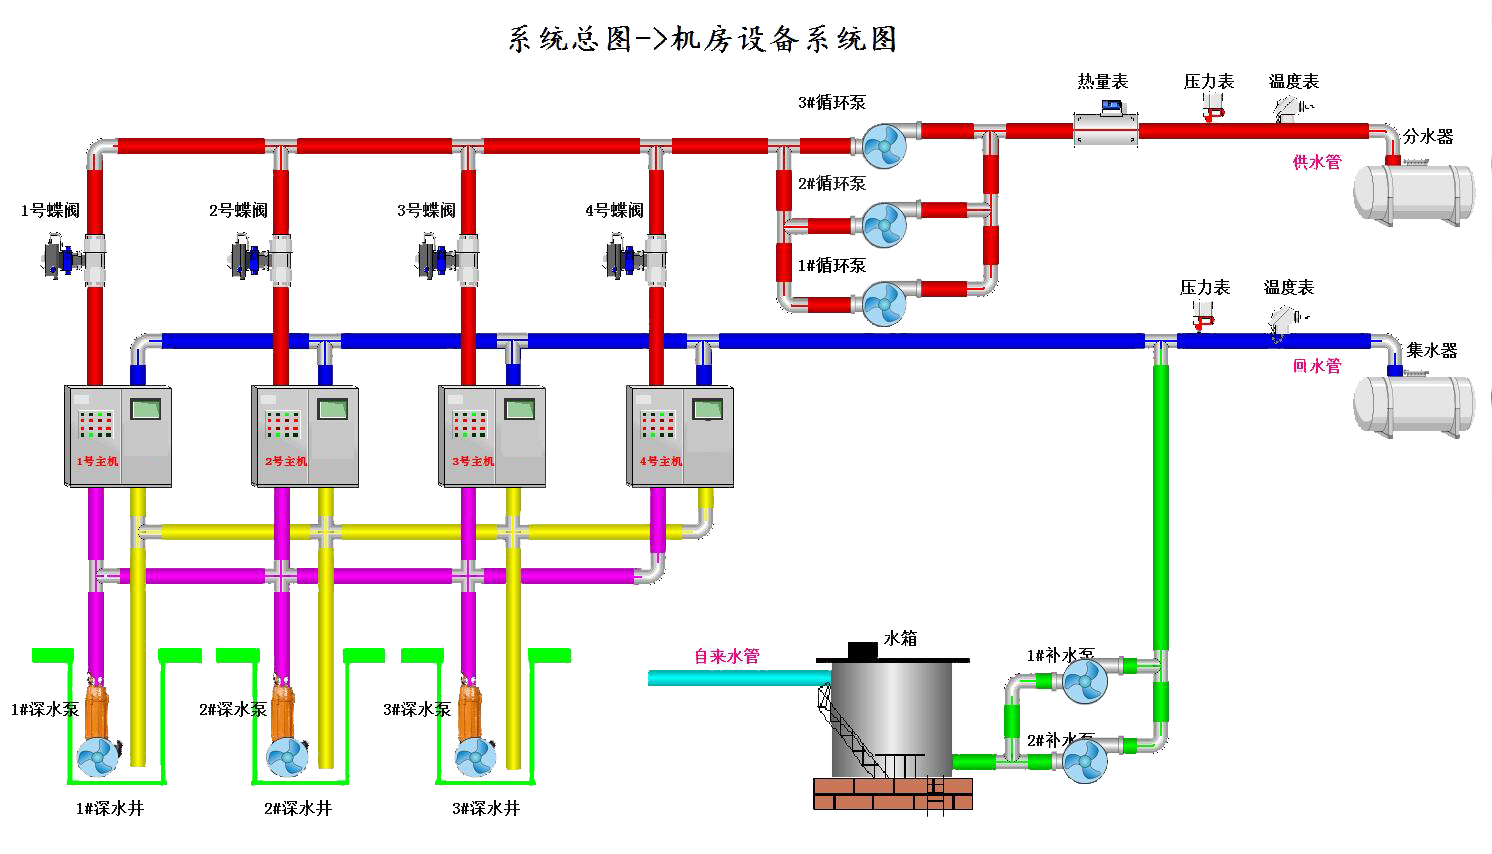 系统总图->机房设备系统图
热量表
压力表
温度表
3#循环泵
分水器
供水管
2#循环泵
1号蝶阀
2号蝶阀
3号蝶阀
4号蝶阀
1#循环泵
压力表
温度表
集水器
回水管
1号主机
2号主机
3号主机
4号主机
水箱
自来水管
1#补水泵
1#深水泵
2#深水泵
3#深水泵
2#补水泵
1#深水井
2#深水井
3#深水井